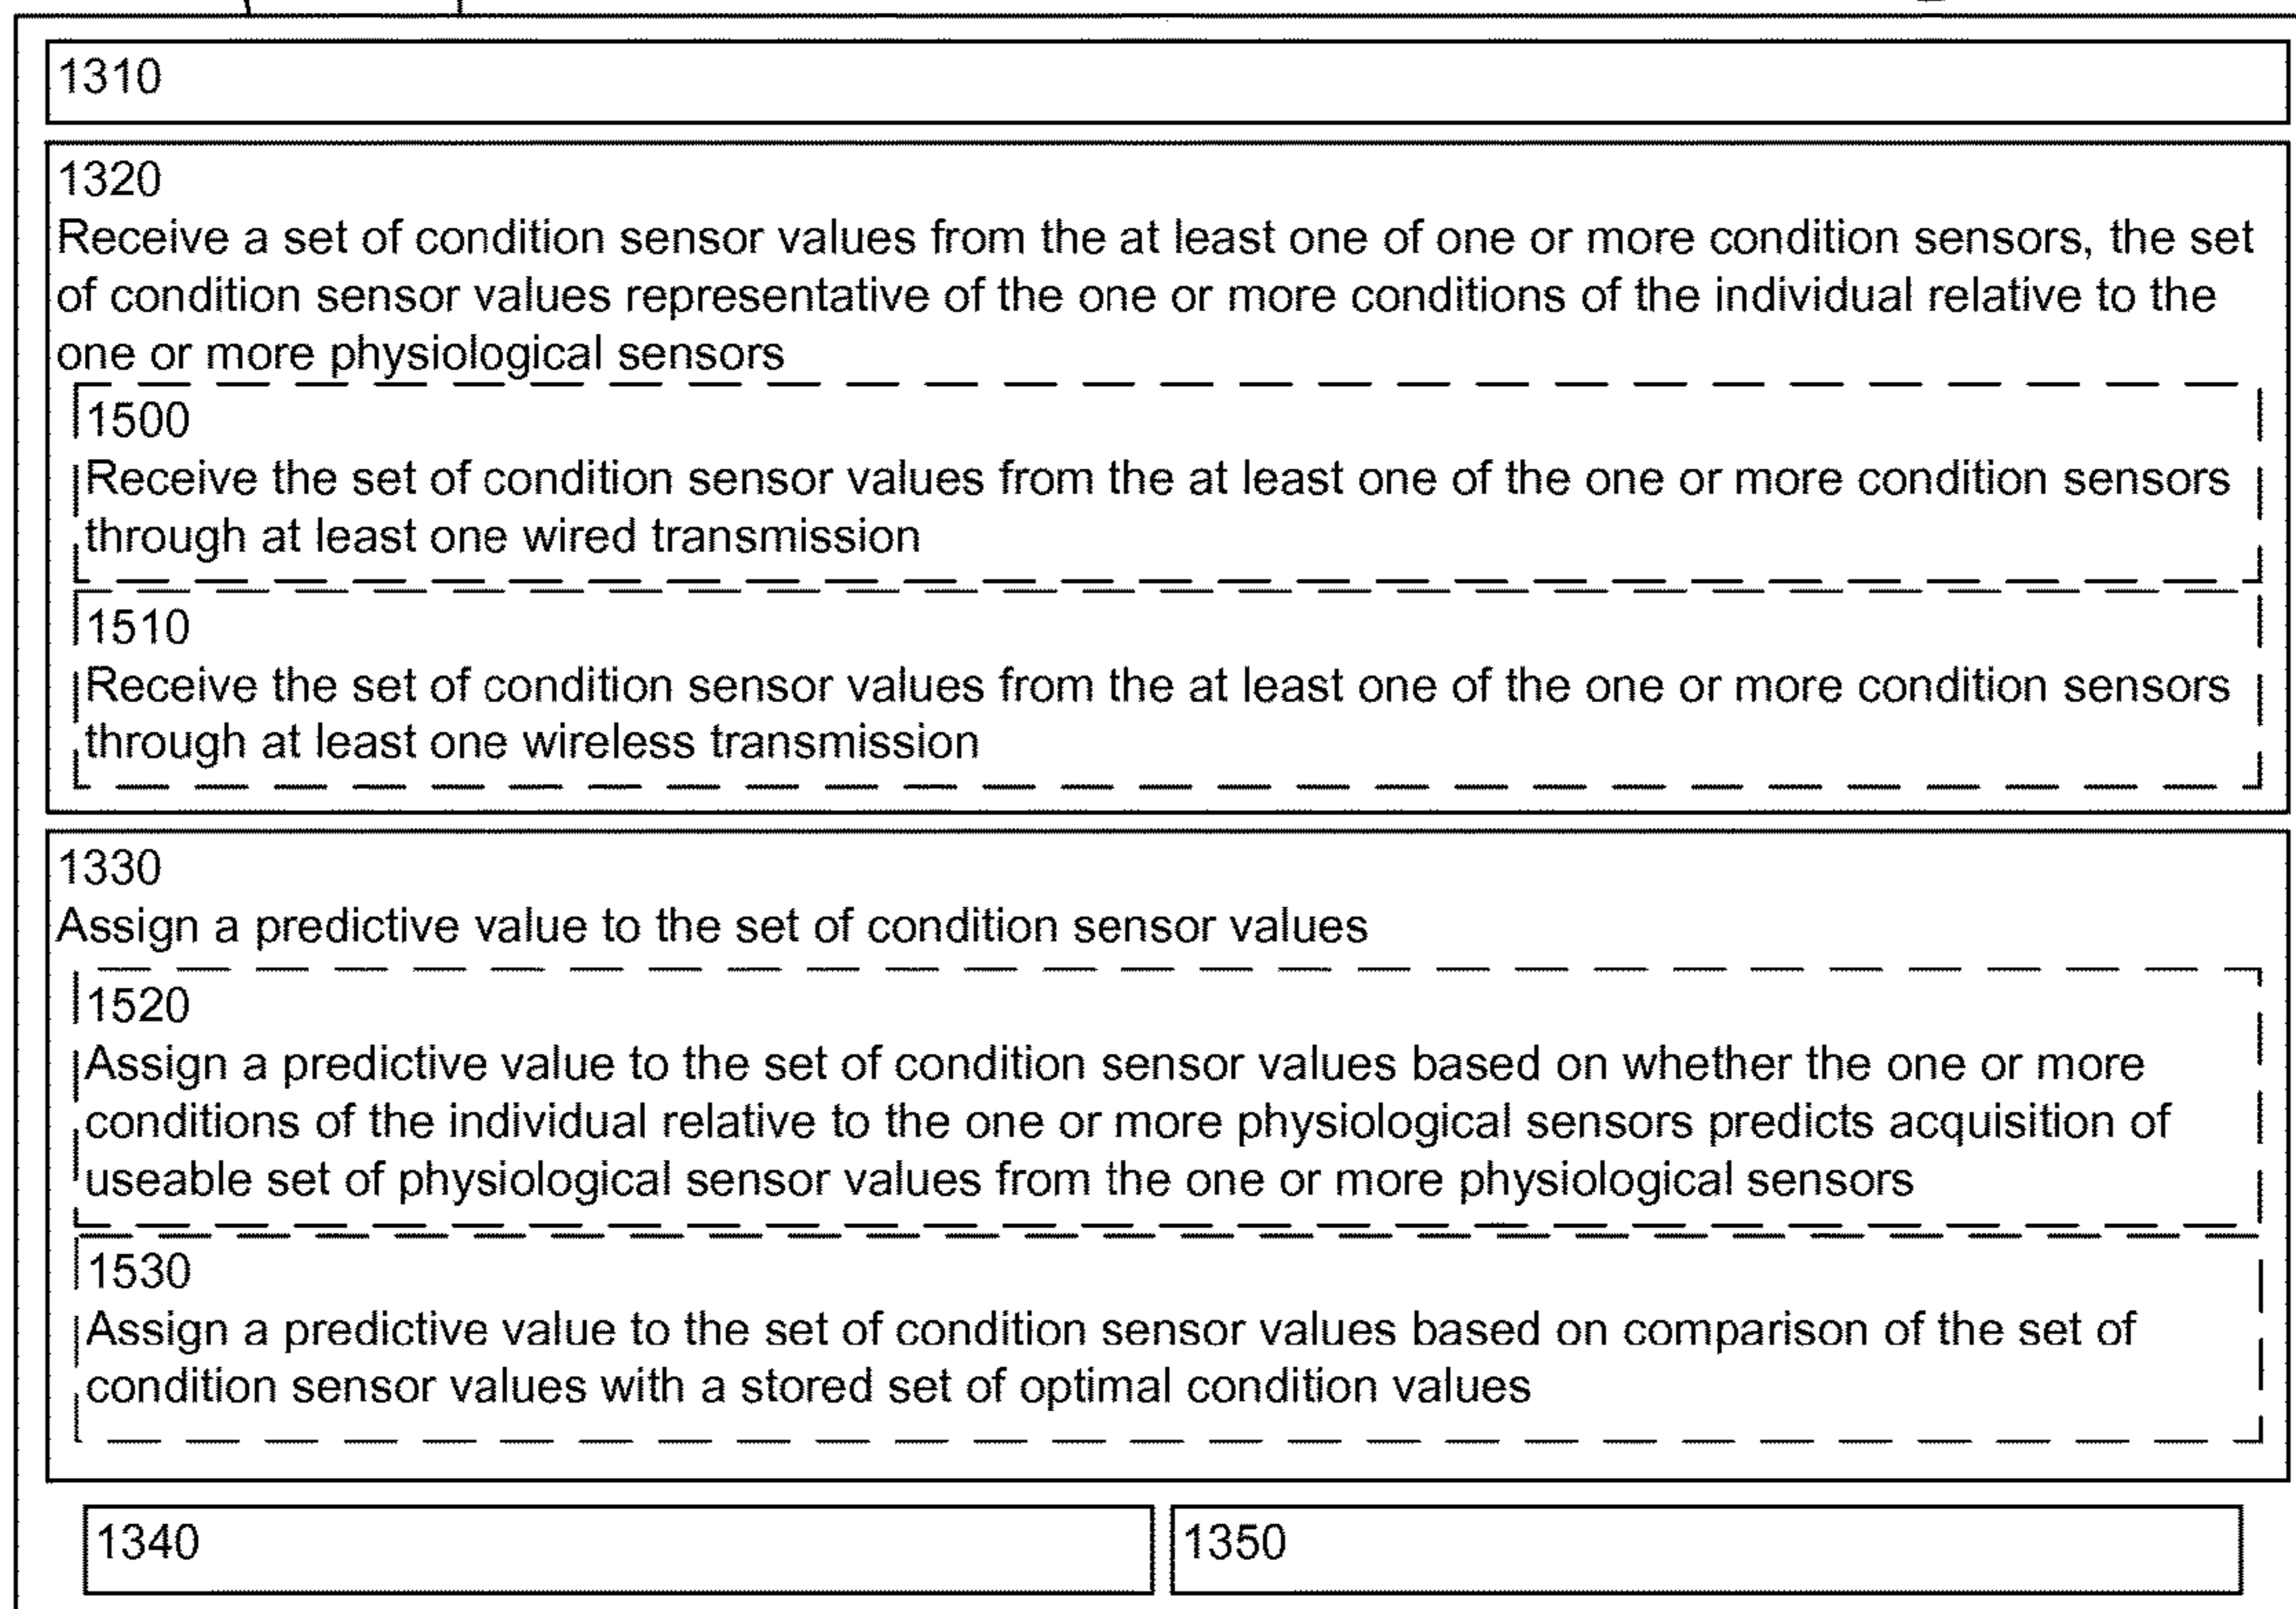 1310
1320
Receive a set of condition sensor values from the at least one of one or more condition sensors, the set
of condition sensor values representative of the one or more conditions of the individual relative to the
one or more physiological sensors
1500
Receive the set of condition sensor values from the at least one of the one or more condition sensors
through at least one wired transmission
1510
Receive the set of condition sensor values from the at least one of the one or more condition sensors
through at least one wireless transmission
1330
Assign a predictive value to the set of condition sensor values
1520
Assign a predictive value to the set of condition sensor values based on whether the one or more
conditions of the individual relative to the one or more physiological sensors predicts acquisition of
useable set of physiological sensor values from the one or more physiological sensors
1530
Assign a predictive value to the set of condition sensor values based on comparison of the set of
condition sensor values with a stored set of optimal condition values
1340
1350